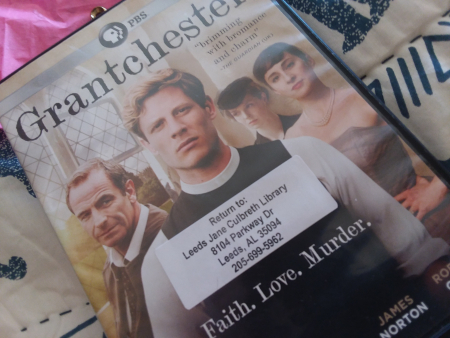 PBS
Grantchester
"brimming
with bromance
and charm"
Return to:
Leeds Jane Culbreth Library
8104 Parkway Dr
Leeds, AL 35094
205-699-5962
Faith. Love. Murder.
JAMES
NORTON